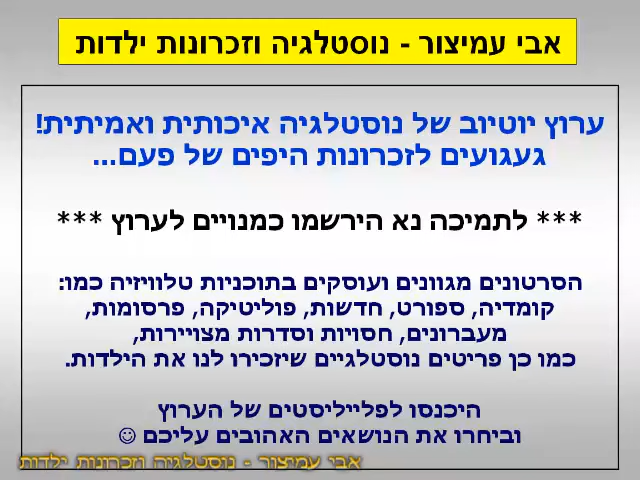 אבי עמיצור - נוסטלגיה וזכרונות ילדות
ערוץ יוטיוב של נוסטלגיה איכותית ואמיתית!
געגועים לזכרונות היפים של פעם...
*** לתמיכה נא הירשמו כמנויים לערוץ ***
הסרטונים מגוונים ועוסקים בתוכניות טלוויזיה כמו:
קומדיה, ספורט, חדשות, פוליטיקה, פרסומות,
מעברונים, חסויות וסדרות מצויירות,
כמו כן פריטים נוסטלגיים שיזכירו לנו את הילדות.
היכנסו לפלייליסטים של הערוץ
וביחרו את הנושאים האהובים עליכם ☺
אבי עמיצור - נוסטלגיה וזכרונות ילדות